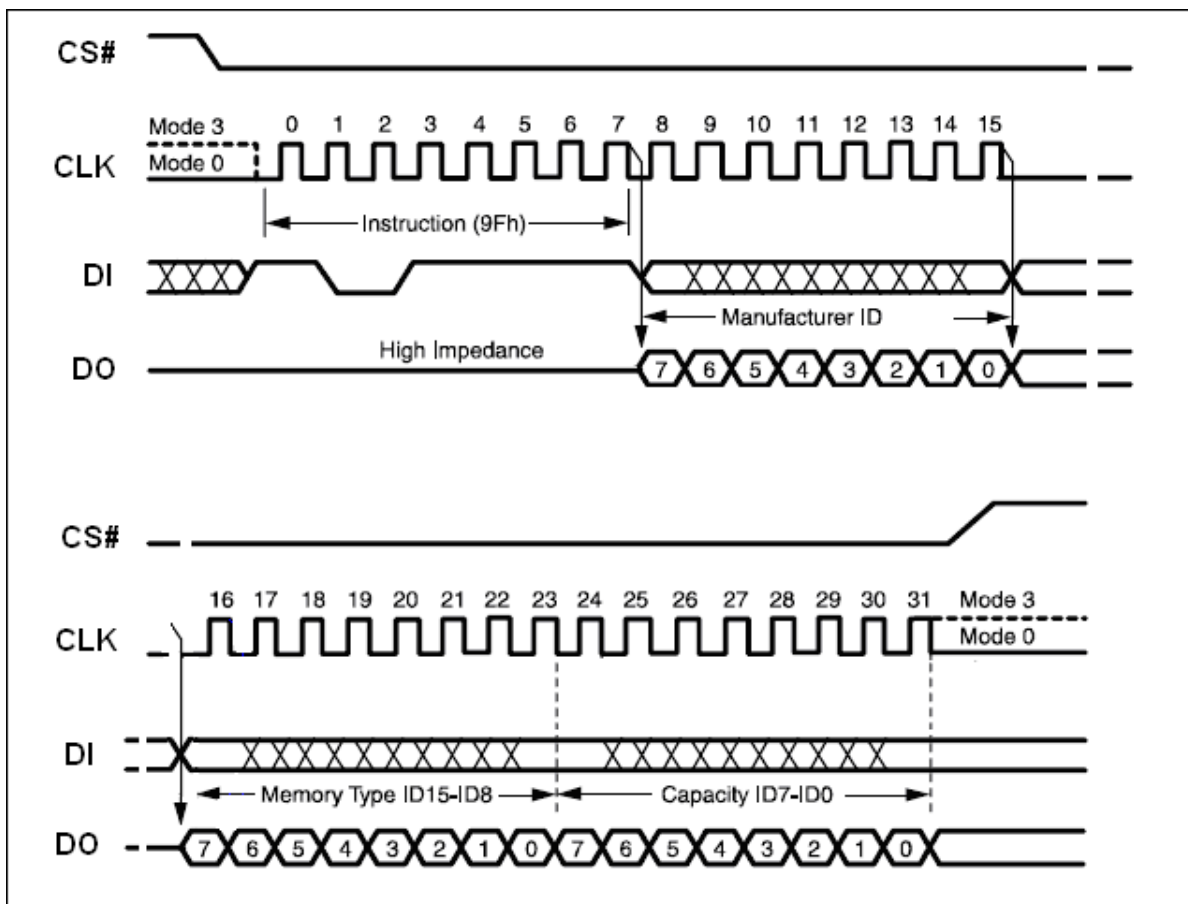 CS#
Mode 3
0 1 2 3 4 5 6 7 8 9 10 11 12 13 14 15
CLK
Mode 0
Instruction (9Fh)
DI
Manufacturer ID
High Impedance
DO
7 6 5 4 3 2 1 0
CS#
16 17 18 19 20 21 22 23 24 25 26 27 28 29 30 31
Mode 3
CLK
Mode 0
DI
Memory Type ID15-ID8
Capacity ID7-ID0
DO
7 6 5 4 3 2 1 0 7 6 5 4 3 2 1 0